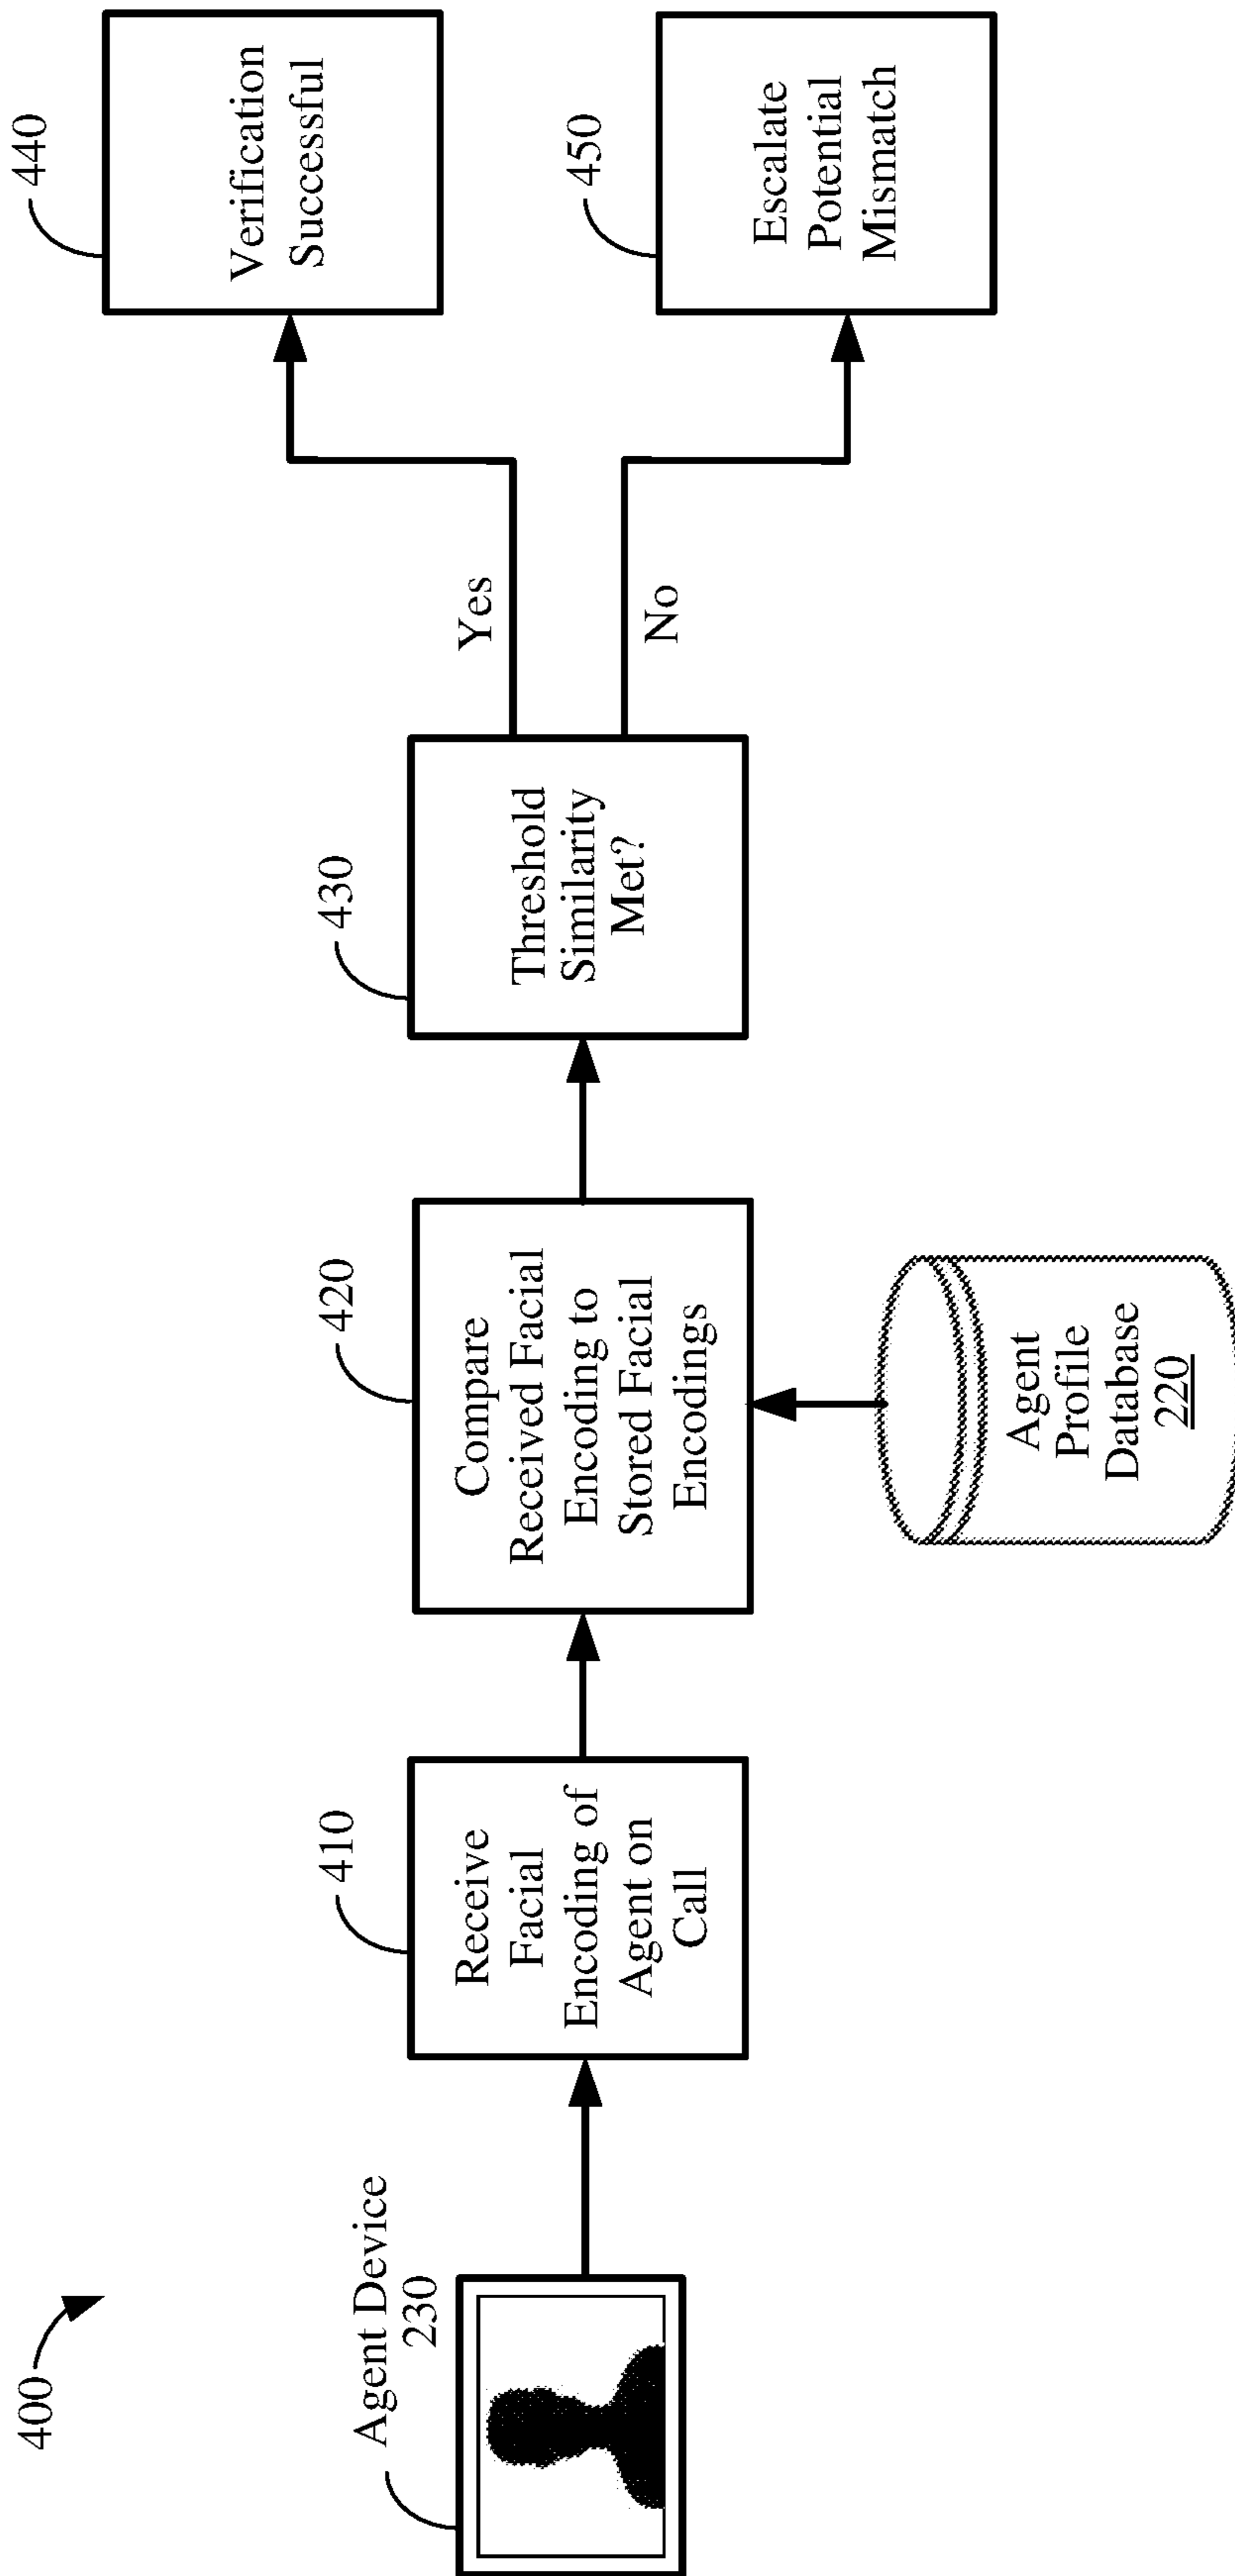 400
Agent Device
230
410
Receive
Facial
Encoding of
Agent on
Call
420
Compare
Received Facial
Encoding to
Stored Facial
Encodings
Agent
Profile
Database
220
430
Threshold
Similarity
Met?
Yes
No
440
Verification
Successful
450
Escalate
Potential
Mismatch